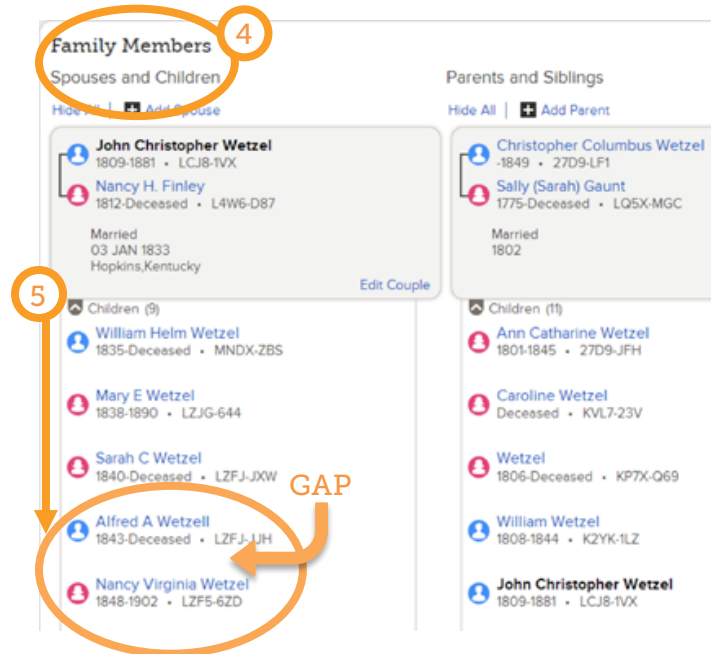 Family Members
4
Spouses and Children
Hide All | Add Spouse
John Christopher Wetzel
1809-1881 • LCJ8-1VX
Nancy H. Finley
1812-Deceased • L4W6-D87
Married
03 JAN 1833
Hopkins,Kentucky
Edit Couple
5
Children (9)
William Helm Wetzel
1835-Deceased • MNDX-ZBS
Mary E Wetzel
1838-1890 • LZJG-644
Sarah C Wetzel
1840-Deceased • LZFJ-JXW
GAP
Alfred A Wetzell
1843-Deceased • LZFJ-JJH
Nancy Virginia Wetzel
1848-1902 • LZF5-6ZD
Parents and Siblings
Hide All | Add Parent
Christopher Columbus Wetzel
-1849 • 27D9-LF1
Sally (Sarah) Gaunt
1775-Deceased • LQ5X-MGC
Married
1802
Children (11)
Ann Catharine Wetzel
1801-1845 • 27D9-JFH
Caroline Wetzel
Deceased • KVL7-23V
Wetzel
1806-Deceased • KP7X-Q69
William Wetzel
1808-1844 • K2YK-1LZ
John Christopher Wetzel
1809-1881 • LCJ8-1VX